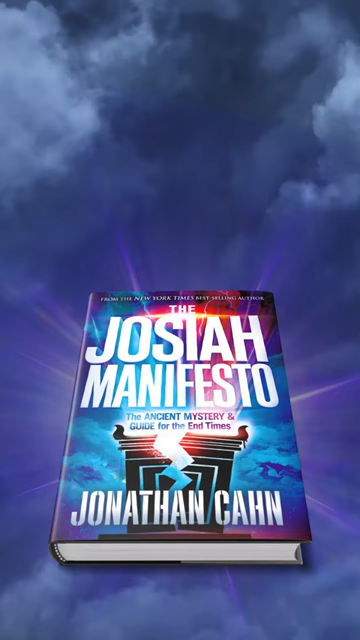 FROM THE NEW YORK TIMES BEST-SELLING AUTHOR
THE
JOSIAH
MANIFESTO
The ANCIENT MYSTERY &
GUIDE for the End Times
JONATHAN CAHN